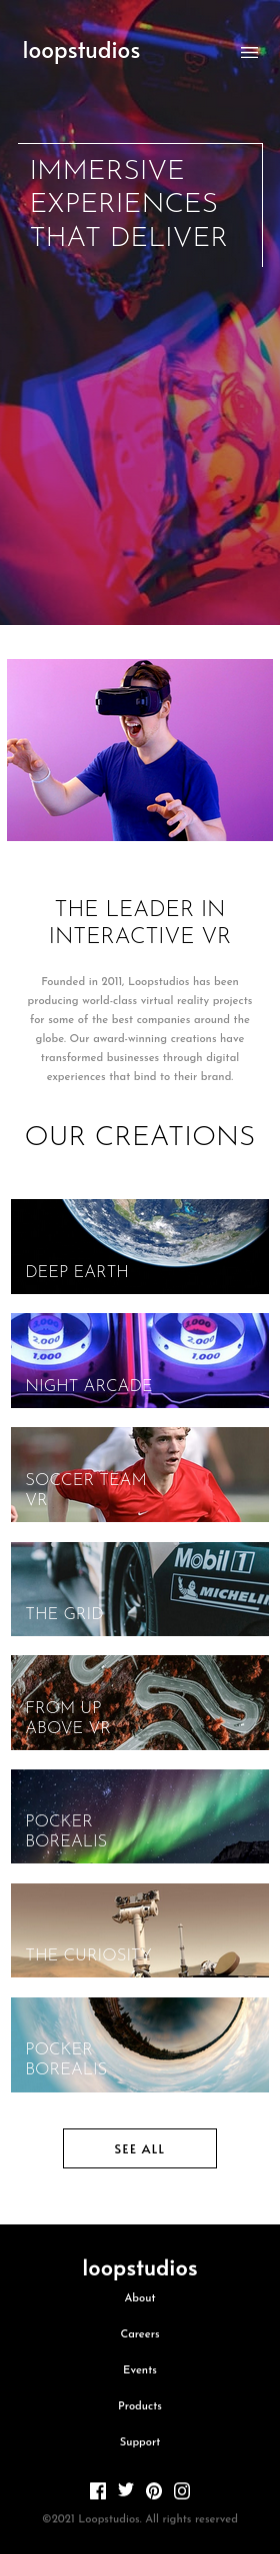 loopstudios
IMMERSIVE
EXPERIENCES
THAT DELIVER
THE LEADER IN
INTERACTIVE VR
Founded in 2011, Loopstudios has been
producing world-class virtual reality projects
for some of the best companies around the
globe. Our award-winning creations have
transformed businesses through digital
experiences that bind to their brand.
OUR CREATIONS
DEEP EARTH
2,000
2,000
1,000
1,000
NIGHT ARCADE
SOCCER TEAM
VR
Mobil 1
MICHELIN
THE GRID
FROM UP
ABOVE VR
POCKER
BOREALIS
THE CURIOSITY
POCKER
BOREALIS
SEE ALL
loopstudios
About
Careers
Events
Products
Support
©2021 Loopstudios. All rights reserved